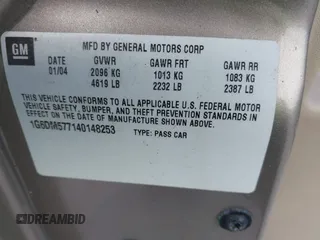 GM
MFD BY GENERAL MOTORS CORP
DATE GVWR GAWR FRT GAWR RR
01/04 2096 KG 1013 KG 1083 KG
4619 LB 2232 LB 2387 LB
THIS VEHICLE CONFORMS TO ALL APPLICABLE U.S. FEDERAL MOTOR
VEHICLE SAFETY, BUMPER, AND THEFT PREVENTION STANDARDS IN
EFFECT ON THE DATE OF MANUFACTURE SHOWN ABOVE.
1G6DM577140148253
TYPE: PASS CAR
DREAMBID